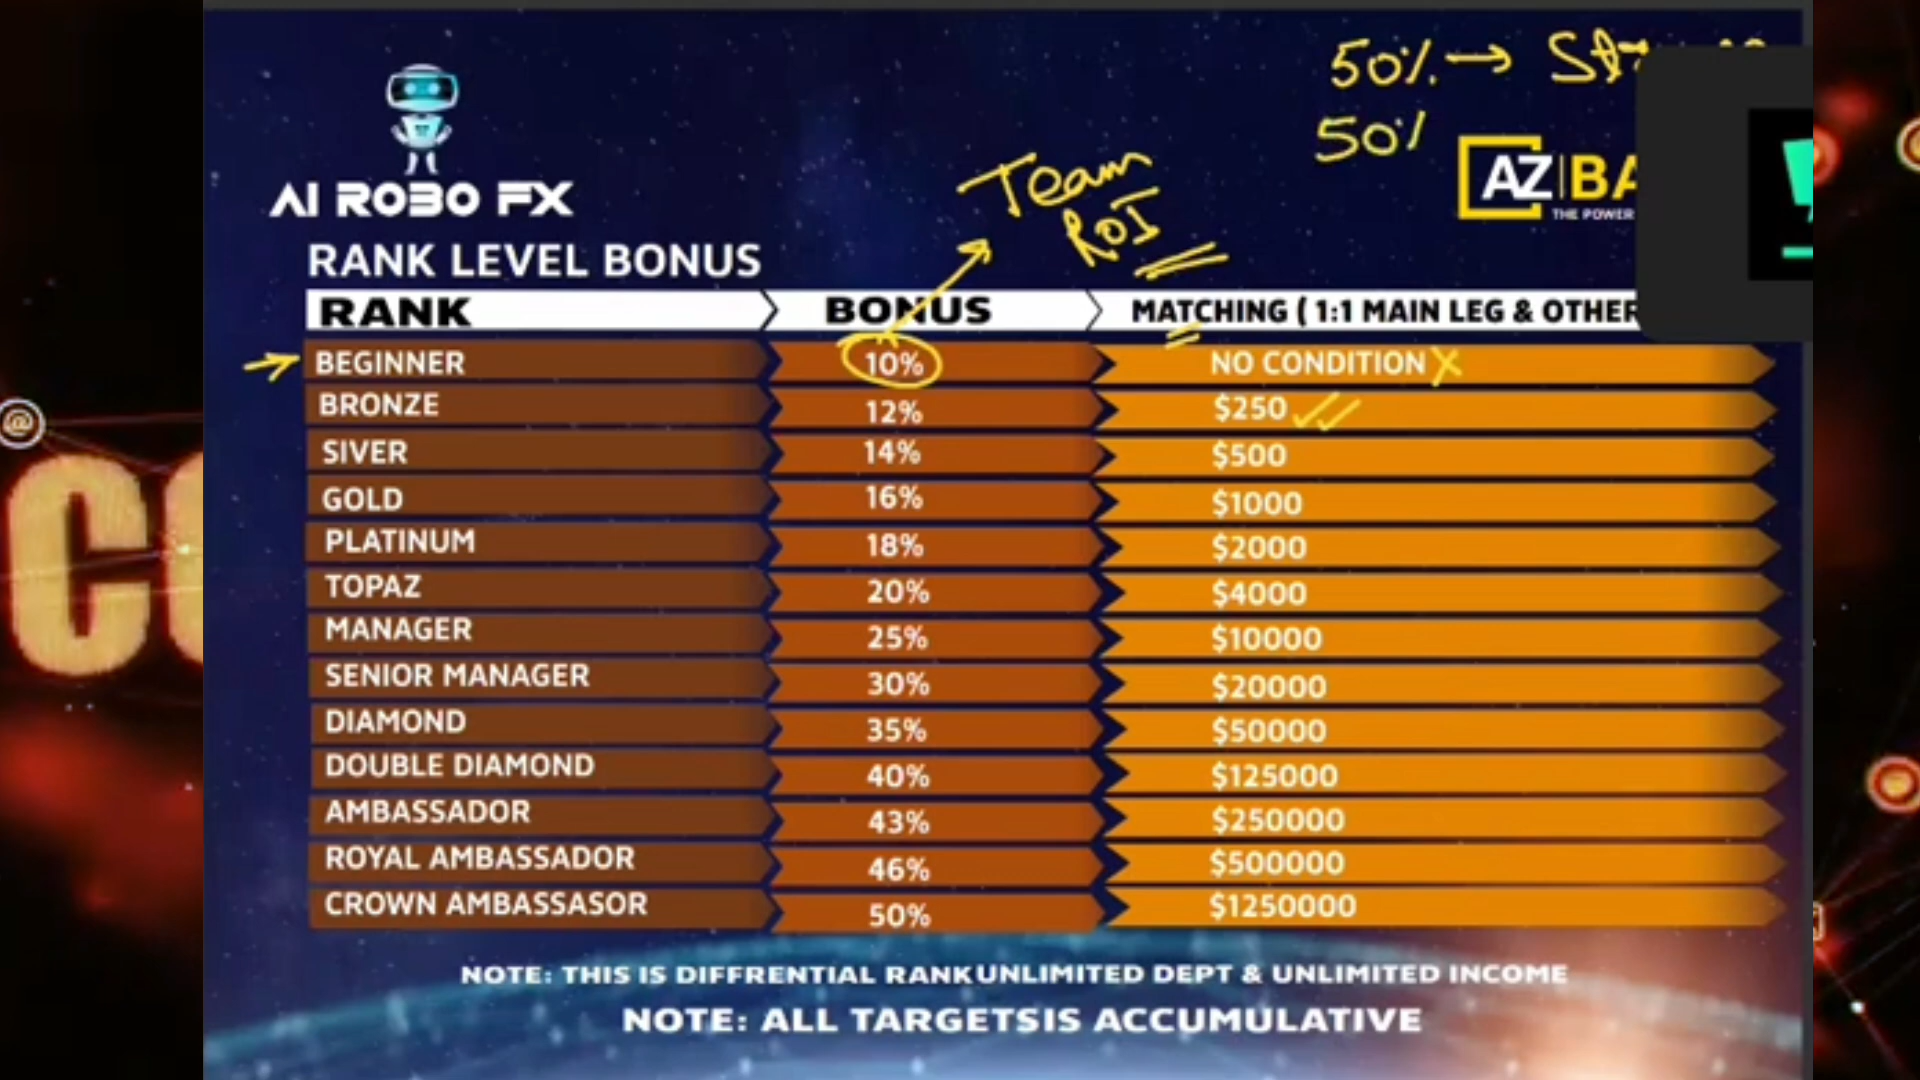 50% →
50%
AI ROBO FX
Team
ROI
AZ
THE POWER
RANK LEVEL BONUS
RANK BONUS MATCHING ( 1:1 MAIN LEG & OTHER
BEGINNER 10% NO CONDITION X
BRONZE 12% $250
SIVER 14% $500
GOLD 16% $1000
PLATINUM 18% $2000
TOPAZ 20% $4000
MANAGER 25% $10000
SENIOR MANAGER 30% $20000
DIAMOND 35% $50000
DOUBLE DIAMOND 40% $125000
AMBASSADOR 43% $250000
ROYAL AMBASSADOR 46% $500000
CROWN AMBASSASOR 50% $1250000
NOTE: THIS IS DIFFRENTIAL RANKUNLIMITED DEPT & UNLIMITED INCOME
NOTE: ALL TARGETSIS ACCUMULATIVE